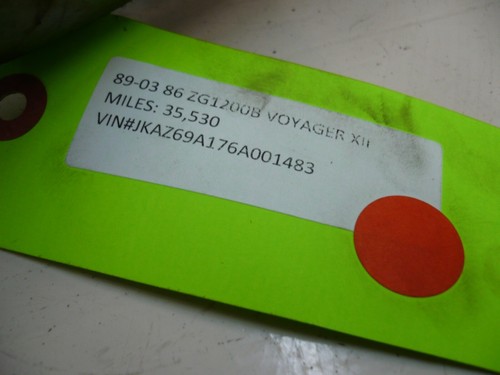 89-03 86 ZG1200B VOYAGER XII
MILES: 35,530
VIN#JKAZ69A176A001483